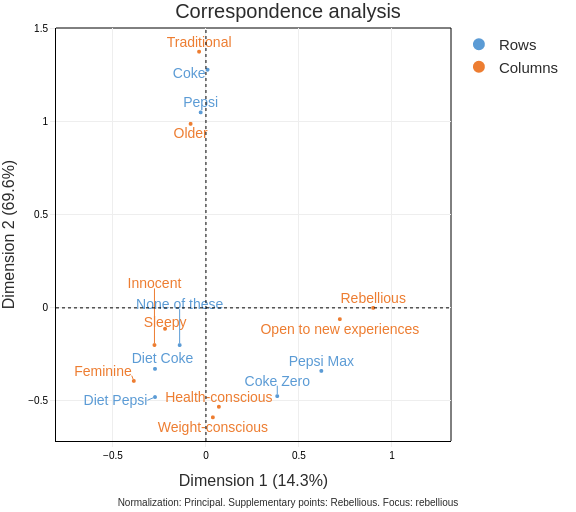 Correspondence analysis
Rows
Columns
Dimension 2 (69.6%)
1.5
1
0.5
0
−0.5
Traditional
Coke
Pepsi
Older
Innocent
None of these
Sleepy
Rebellious
Open to new experiences
Diet Coke
Pepsi Max
Feminine
Coke Zero
Diet Pepsi
Health-conscious
Weight-conscious
−0.5
0
0.5
1
Dimension 1 (14.3%)
Normalization: Principal. Supplementary points: Rebellious. Focus: rebellious